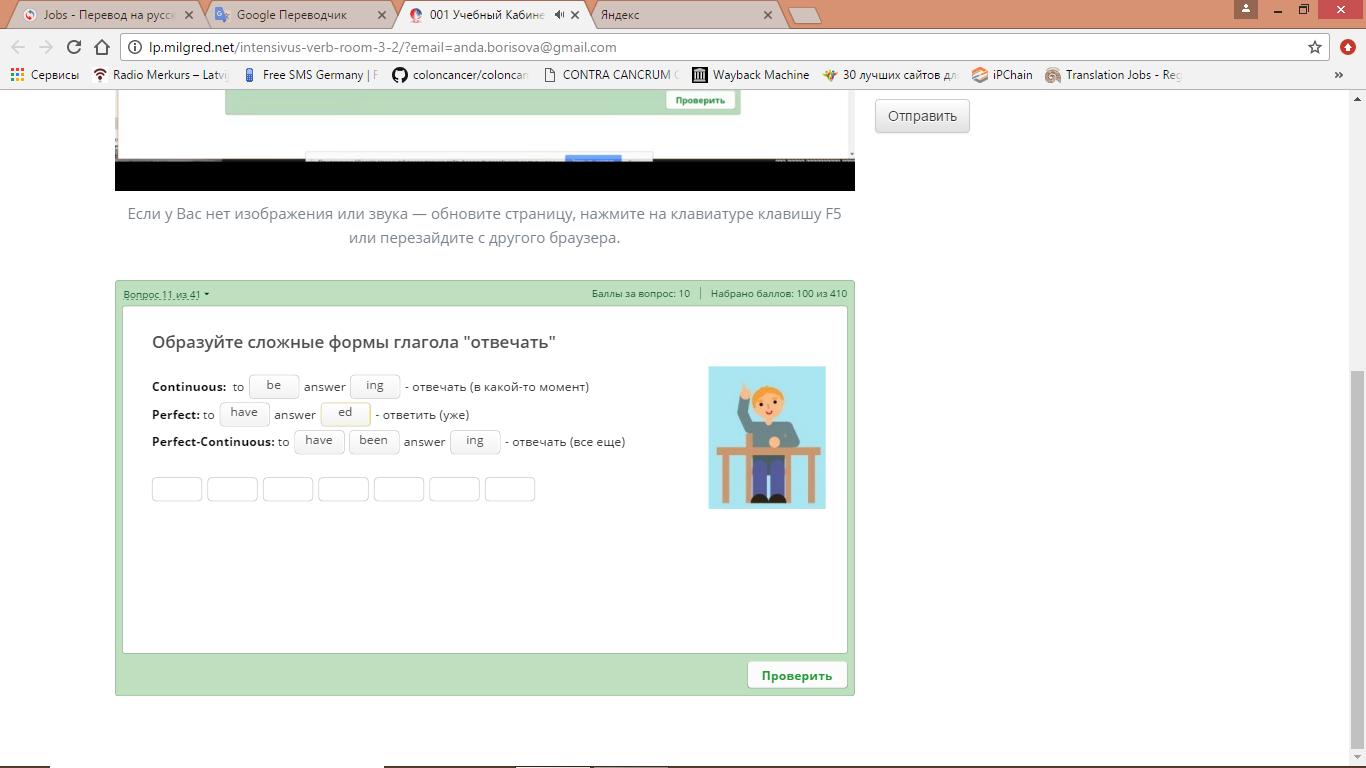 Jobs - Перевод на русск
Google Переводчик
001 Учебный Кабине
Яндекс
lp.milgred.net/intensivus-verb-room-3-2/?email=anda.borisova@gmail.com
Сервисы
Radio Merkurs – Latvij
Free SMS Germany | F
coloncancer/coloncan
CONTRA CANCRUM C
Wayback Machine
30 лучших сайтов дл
iPChain
Translation Jobs - Reg
»
Проверить
Отправить
Если у Вас нет изображения или звука — обновите страницу, нажмите на клавиатуре клавишу F5
или перезайдите с другого браузера.
Вопрос 11 из 41
Баллы за вопрос: 10 | Набрано баллов: 100 из 410
Образуйте сложные формы глагола "отвечать"
Continuous: to be answer ing - отвечать (в какой-то момент)
Perfect: to have answer ed - ответить (уже)
Perfect-Continuous: to have been answer ing - отвечать (все еще)
Проверить